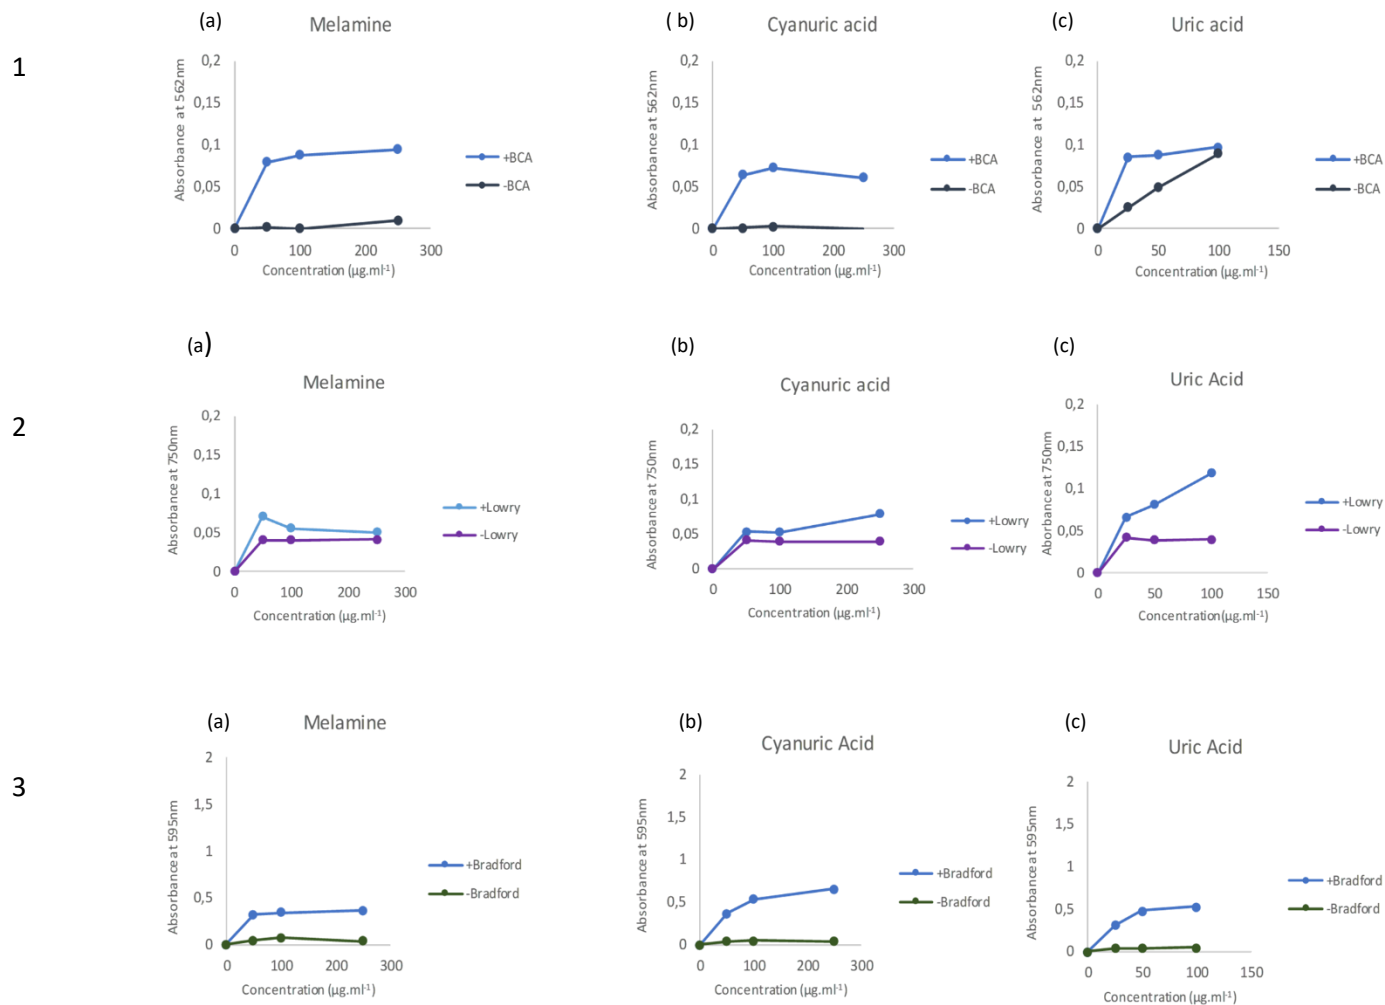 1
(a)
Melamine
Absorbance at 562nm
0,2
0,15
0,1
0,05
0
0 100 200 300
Concentration (µg.ml-1)
+BCA
-BCA
( b)
Cyanuric acid
Absorbance at 562nm
0,2
0,15
0,1
0,05
0
0 100 200 300
Concentration (µg.ml-1)
+BCA
-BCA
(c)
Uric acid
Absorbance at 562nm
0,2
0,15
0,1
0,05
0
0 50 100 150
Concentration (µg.ml-1)
+BCA
-BCA
2
(a)
Melamine
Absorbance at 750nm
0,2
0,15
0,1
0,05
0
0 100 200 300
Concentration (µg.ml-1)
+Lowry
-Lowry
(b)
Cyanuric acid
Absorbance at 750nm
0,2
0,15
0,1
0,05
0
0 100 200 300
Concentration (µg.ml-1)
+Lowry
-Lowry
(c)
Uric Acid
Aborbance at 750nm
0,2
0,15
0,1
0,05
0
0 50 100 150
Concentration(µg.ml-1)
+Lowry
-Lowry
3
(a)
Melamine
Absorbance at 595nm
2
1,5
1
0,5
0
0 100 200 300
Concentration (µg.ml-1)
+Bradford
-Bradford
(b)
Cyanuric Acid
Absorbance at 595nm
2
1,5
1
0,5
0
0 100 200 300
Concentration (µg.ml-1)
+Bradford
-Bradford
(c)
Uric Acid
Absorbance at 595nm
2
1,5
1
0,5
0
0 50 100 150
Concentration (µg.ml-1)
+Bradford
-Bradford